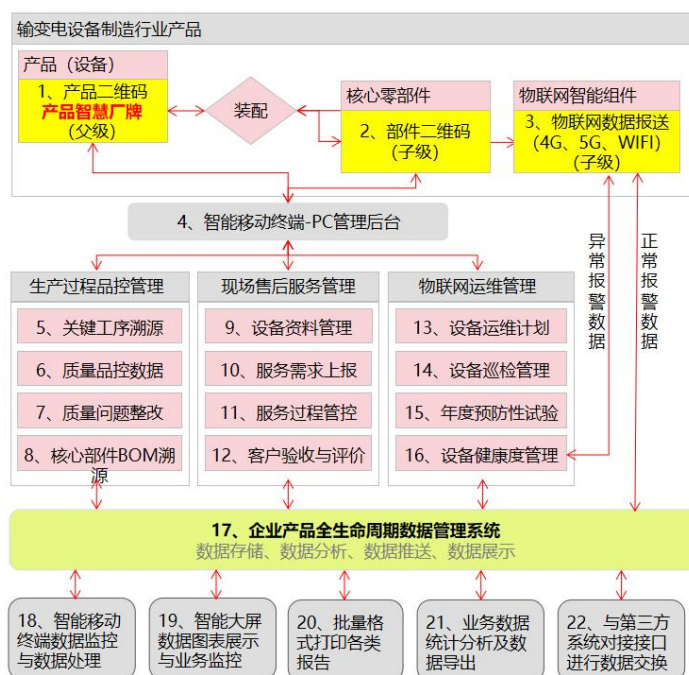 输变电设备制造行业产品
产品（设备）
1、产品二维码
产品智慧厂牌
(父级)
装配
核心零部件
2、部件二维码
(子级)
物联网智能组件
3、物联网数据报送
(4G、5G、WIFI)
(子级)
4、智能移动终端-PC管理后台
异常报警数据
正常报警数据
生产过程品控管理
5、关键工序溯源
6、质量品控数据
7、质量问题整改
8、核心部件BOM溯
源
现场售后服务管理
9、设备资料管理
10、服务需求上报
11、服务过程管控
12、客户验收与评价
物联网运维管理
13、设备运维计划
14、设备巡检管理
15、年度预防性试验
16、设备健康度管理
17、企业产品全生命周期数据管理系统
数据存储、数据分析、数据推送、数据展示
18、智能移动
终端数据监控
与数据处理
19、智能大屏
数据图表展示
与业务监控
20、批量格
式打印各类
报告
21、业务数据
统计分析及数
据导出
22、与第三方
系统对接接口
进行数据交换